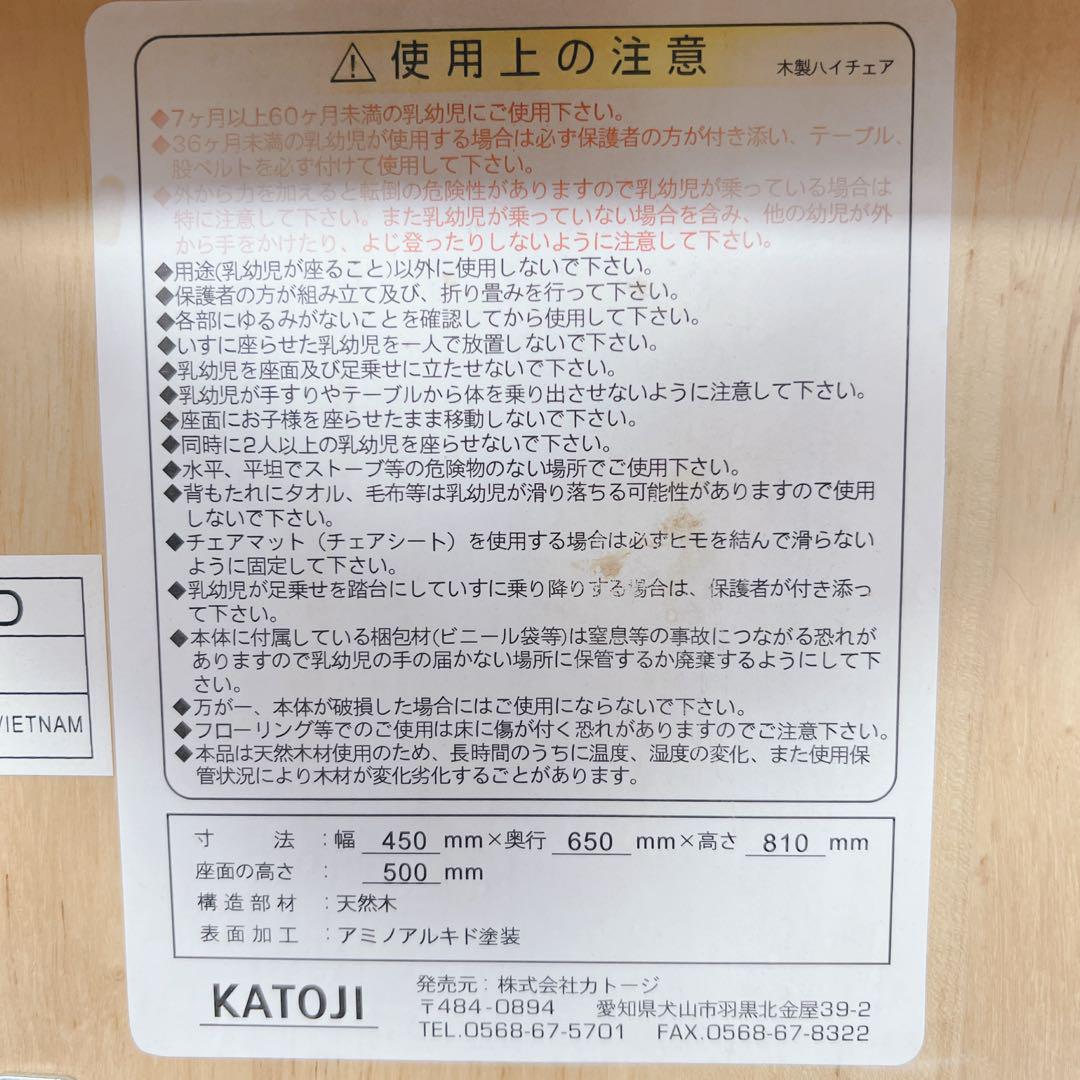 ⚠使用上の注意
木製ハイチェア
◆7ヶ月以上60ヶ月未満の乳幼児にご使用下さい。
◆36ヶ月未満の乳幼児が使用する場合は必ず保護者の方が付き添い、テーブル、
股ベルトを必ず付けて使用して下さい。
◆外から力を加えると転倒の危険性がありますので乳幼児が乗っている場合は
特に注意して下さい。また乳幼児が乗っていない場合を含み、他の幼児が外
から手をかけたり、よじ登ったりしないように注意して下さい。
◆用途(乳幼児が座ること)以外に使用しないで下さい。
◆保護者の方が組み立て及び、折り畳みを行って下さい。
◆各部にゆるみがないことを確認してから使用して下さい。
◆いすに座らせた乳幼児を一人で放置しないで下さい。
◆乳幼児を座面及び足乗せに立たせないで下さい。
◆乳幼児が手すりやテーブルから体を乗り出させないように注意して下さい。
◆座面にお子様を座らせたまま移動しないで下さい。
◆同時に2人以上の乳幼児を座らせないで下さい。
◆水平、平坦でストーブ等の危険物のない場所でご使用下さい。
◆背もたれにタオル、毛布等は乳幼児が滑り落ちる可能性がありますので使用
しないで下さい。
◆チェアマット（チェアシート）を使用する場合は必ずヒモを結んで滑らない
ように固定して下さい。
◆乳幼児が足乗せを踏台にしていすに乗り降りする場合は、保護者が付き添っ
て下さい。
◆本体に付属している梱包材(ビニール袋等)は窒息等の事故につながる恐れが
ありますので乳幼児の手の届かない場所に保管するか廃棄するようにして下
さい。
◆万が一、本体が破損した場合にはご使用にならないで下さい。
◆フローリング等でのご使用は床に傷が付く恐れがありますのでご注意下さい。
◆本品は天然木材使用のため、長時間のうちに温度、湿度の変化、また使用保
管状況により木材が変化劣化するごとがあります。
D
VIETNAM
寸法：幅 450 mm×奥行 650 mm×高さ 810 mm
座面の高さ： 500 mm
構造部材：天然木
表面加工：アミノアルキド塗装
KATOJI
発売元：株式会社カトージ
〒484-0894 愛知県犬山市羽黒北金屋39-2
TEL.0568-67-5701 FAX.0568-67-8322